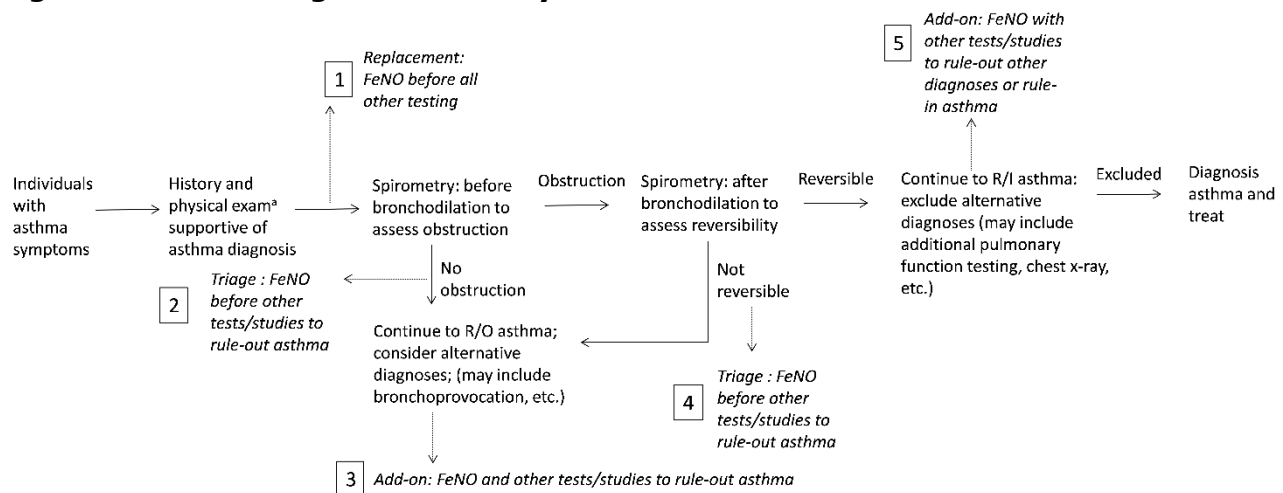 1
Replacement:
FeNO before all
other testing
5
Add-on: FeNO with
other tests/studies
to rule-out other
diagnoses or rule-
in asthma
Individuals
with
asthma
symptoms
History and
physical examᵃ
supportive of
asthma diagnosis
Spirometry: before
bronchodilation to
assess obstruction
Obstruction
Spirometry: after
bronchodilation to
assess reversibility
Reversible
Continue to R/I asthma:
exclude alternative
diagnoses (may include
additional pulmonary
function testing, chest x-ray,
etc.)
Excluded
Diagnosis
asthma and
treat
No
obstruction
Not
reversible
2
Triage : FeNO
before other
tests/studies to
rule-out asthma
Continue to R/O asthma;
consider alternative
diagnoses; (may include
bronchoprovocation, etc.)
4
Triage : FeNO
before other
tests/studies to
rule-out asthma
3
Add-on: FeNO and other tests/studies to rule-out asthma